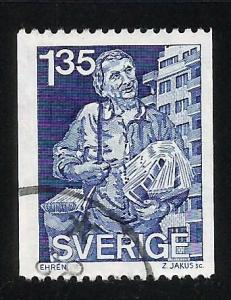 1.35
SVERIGE
EHREN
Z. JAKUS sc.